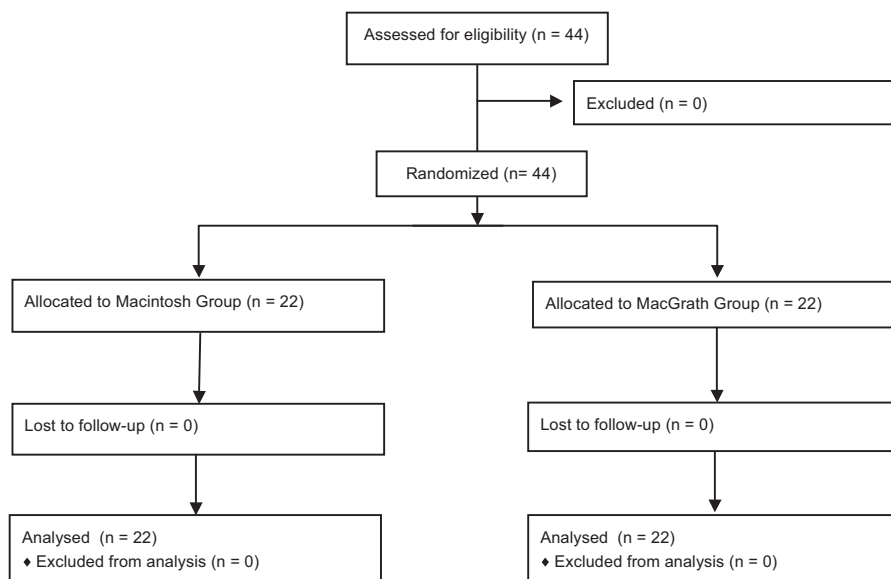 Assessed for eligibility (n = 44)
Excluded (n = 0)
Randomized (n= 44)
Allocated to Macintosh Group (n = 22)
Allocated to MacGrath Group (n = 22)
Lost to follow-up (n = 0)
Lost to follow-up (n = 0)
Analysed (n = 22)
♦ Excluded from analysis (n = 0)
Analysed (n = 22)
♦ Excluded from analysis (n = 0)